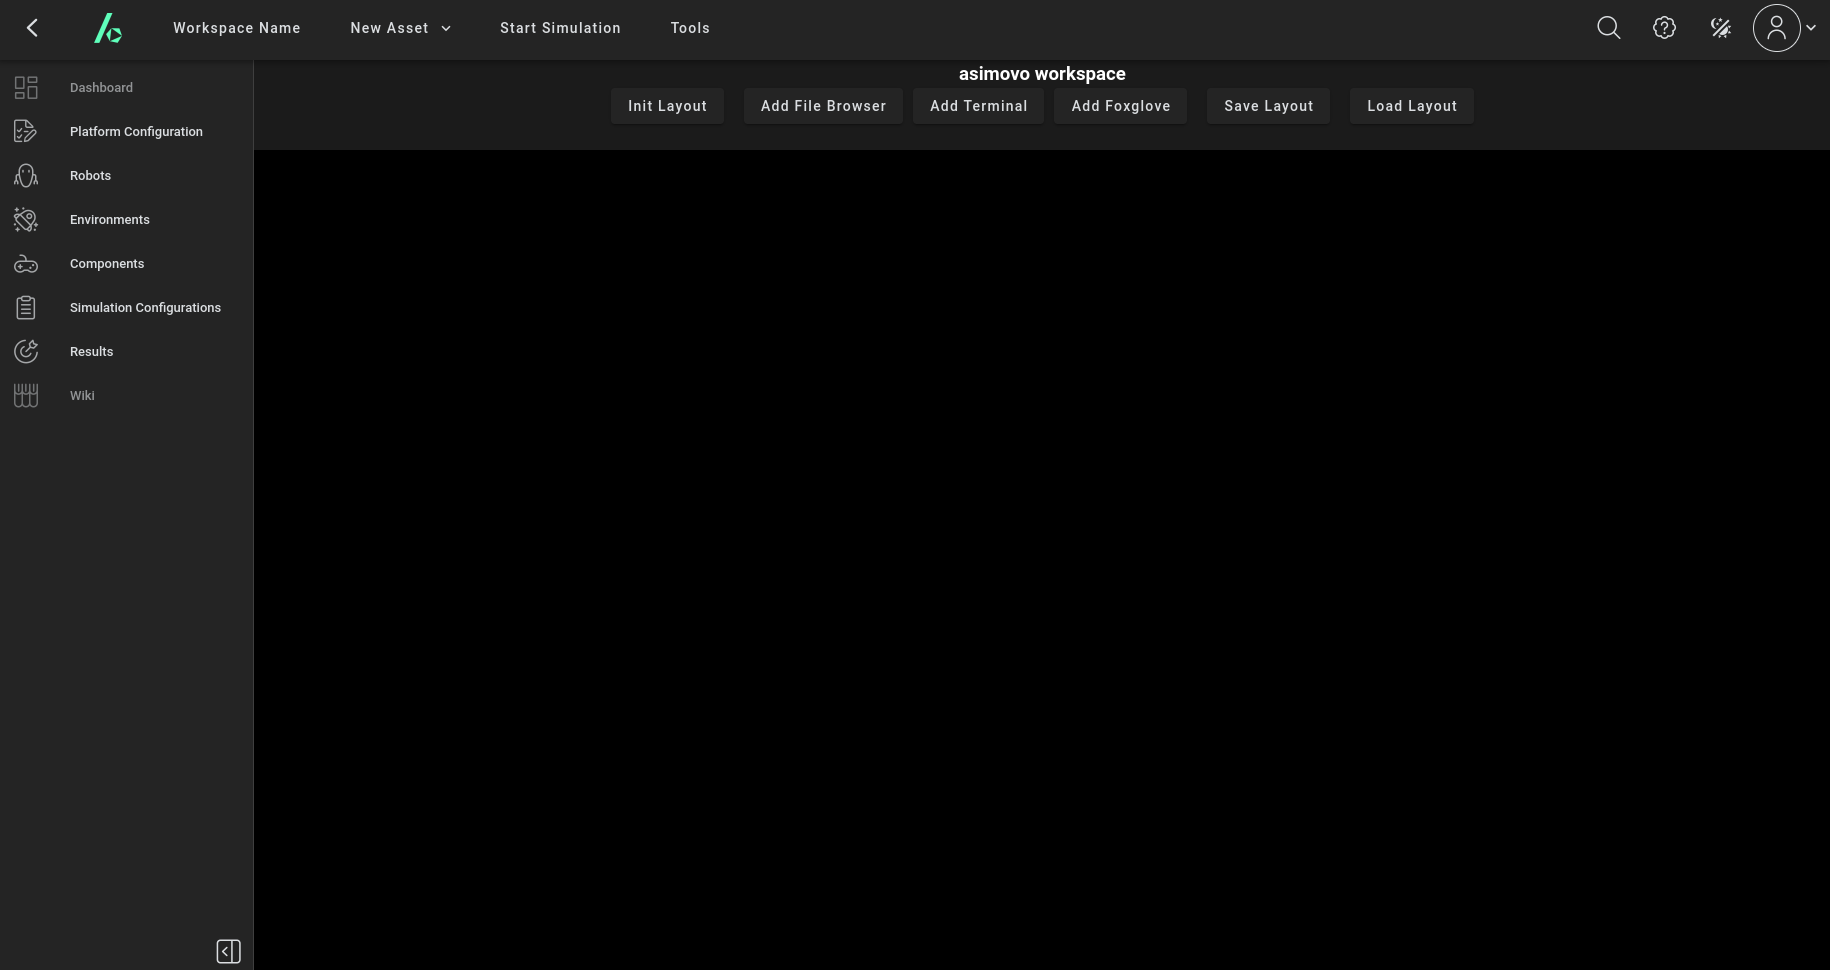 Workspace Name New Asset Start Simulation Tools
asimovo workspace
Init Layout Add File Browser Add Terminal Add Foxglove Save Layout Load Layout
Dashboard
Platform Configuration
Robots
Environments
Components
Simulation Configurations
Results
Wiki